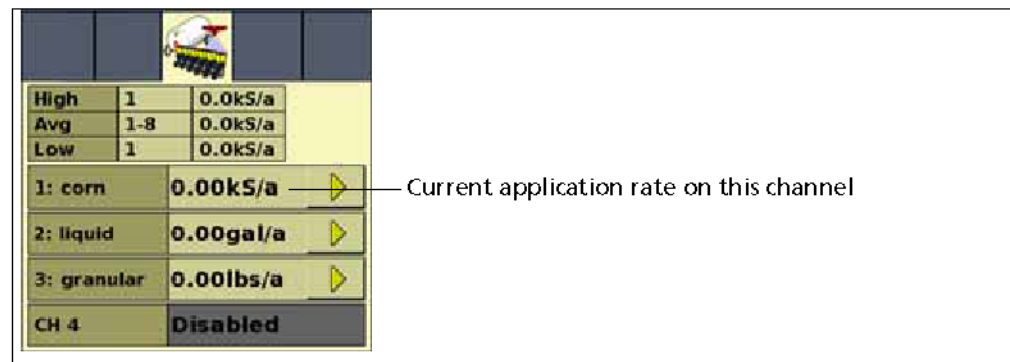 High 1 0.0kS/a
Avg 1-8 0.0kS/a
Low 1 0.0kS/a
1: corn 0.00kS/a Current application rate on this channel
2: liquid 0.00gal/a
3: granular 0.00lbs/a
CH 4 Disabled